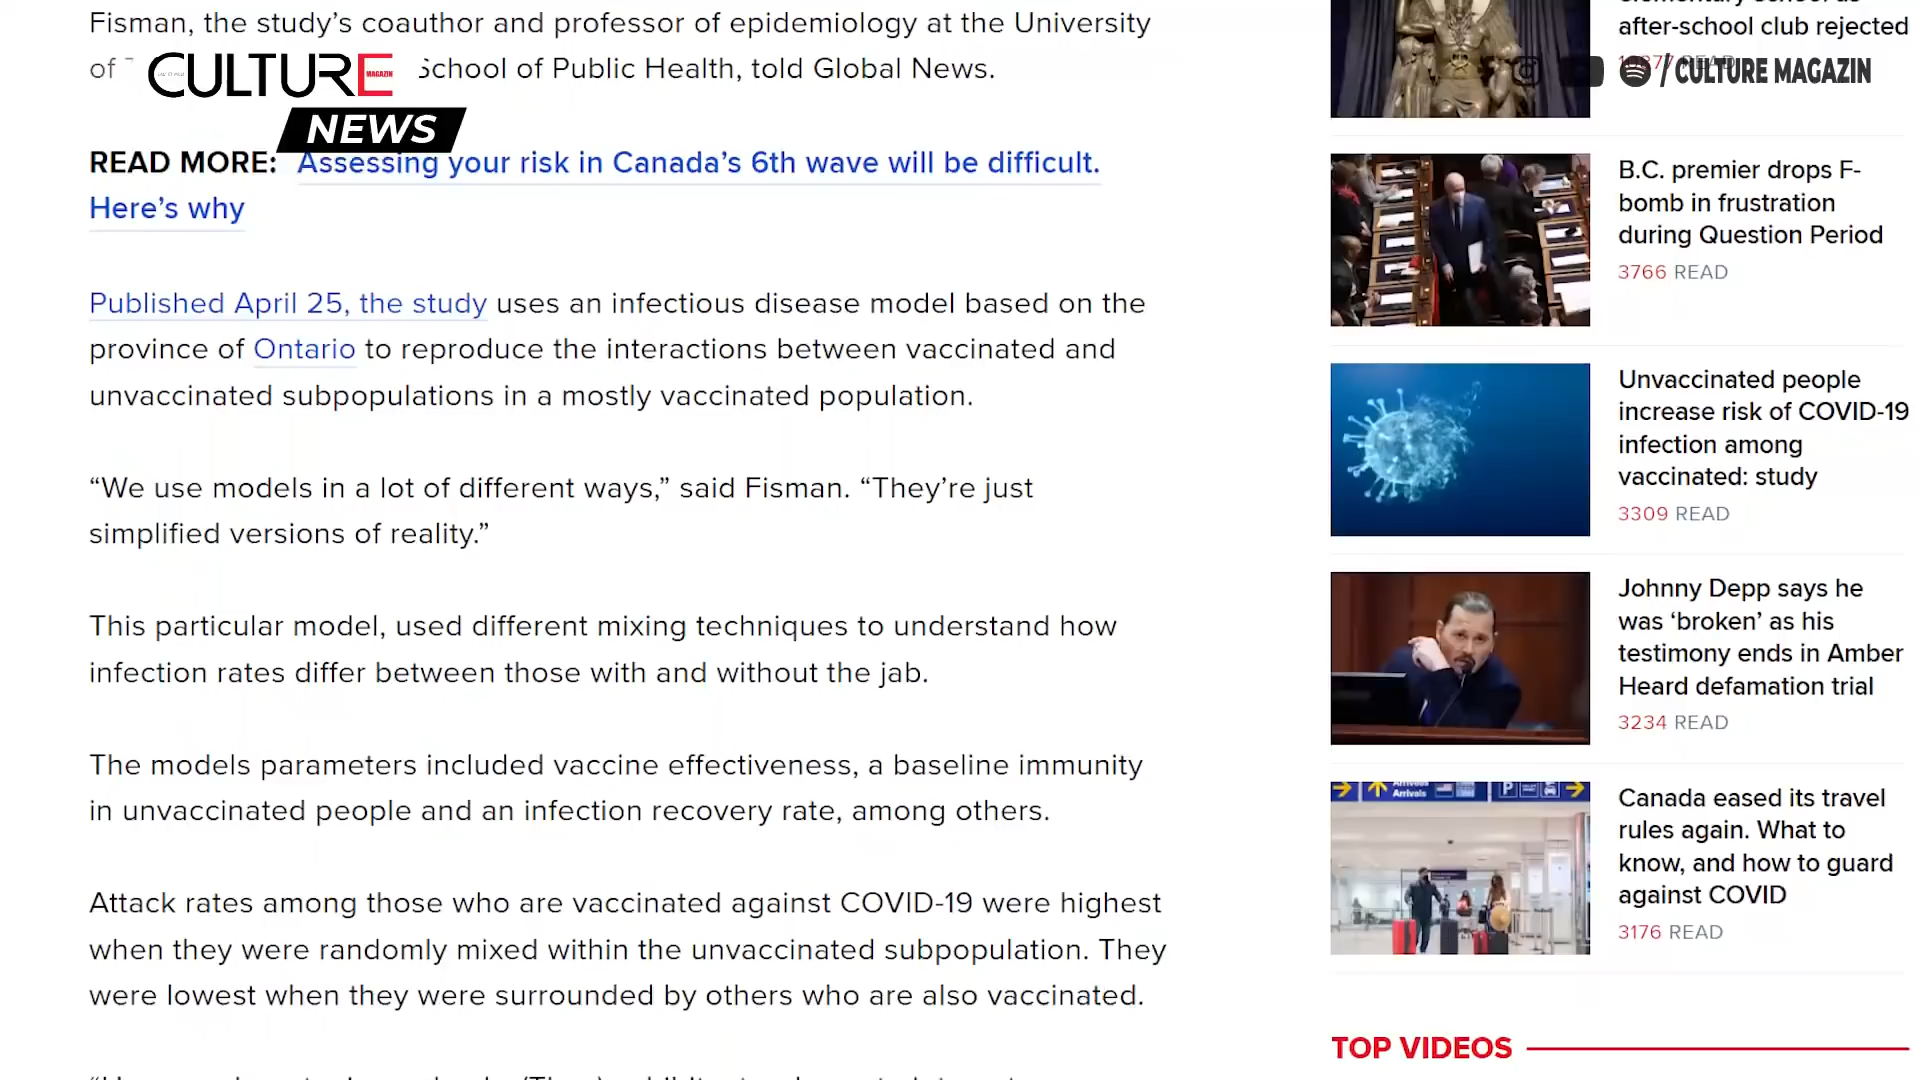 Fisman, the study’s coauthor and professor of epidemiology at the University
of
School of Public Health, told Global News.
CULTURE
MAGAZIN
NEWS
READ MORE: Assessing your risk in Canada’s 6th wave will be difficult.
Here’s why
Published April 25, the study uses an infectious disease model based on the
province of Ontario to reproduce the interactions between vaccinated and
unvaccinated subpopulations in a mostly vaccinated population.
“We use models in a lot of different ways,” said Fisman. “They’re just
simplified versions of reality.”
This particular model, used different mixing techniques to understand how
infection rates differ between those with and without the jab.
The models parameters included vaccine effectiveness, a baseline immunity
in unvaccinated people and an infection recovery rate, among others.
Attack rates among those who are vaccinated against COVID-19 were highest
when they were randomly mixed within the unvaccinated subpopulation. They
were lowest when they were surrounded by others who are also vaccinated.
after-school club rejected
READ
/ CULTURE MAGAZIN
B.C. premier drops F-
bomb in frustration
during Question Period
3766 READ
Unvaccinated people
increase risk of COVID-19
infection among
vaccinated: study
3309 READ
Johnny Depp says he
was ‘broken’ as his
testimony ends in Amber
Heard defamation trial
3234 READ
Arrivals
P
Canada eased its travel
rules again. What to
know, and how to guard
against COVID
3176 READ
TOP VIDEOS